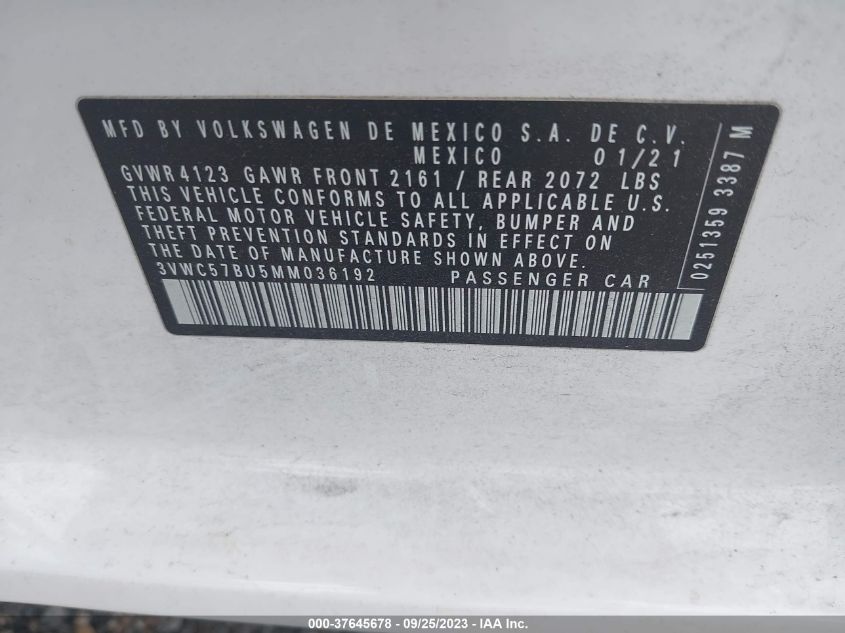 MFD BY VOLKSWAGEN DE MEXICO S.A. DE C.V.
MEXICO 01/21
GVWR 4123 GAWR FRONT 2161 / REAR 2072 LBS
THIS VEHICLE CONFORMS TO ALL APPLICABLE U.S.
FEDERAL MOTOR VEHICLE SAFETY, BUMPER AND
THEFT PREVENTION STANDARDS IN EFFECT ON
THE DATE OF MANUFACTURE SHOWN ABOVE.
3VWC57BU5MM036192 PASSENGER CAR
0251359 3387 M
000-37645678 - 09/25/2023 - IAA Inc.